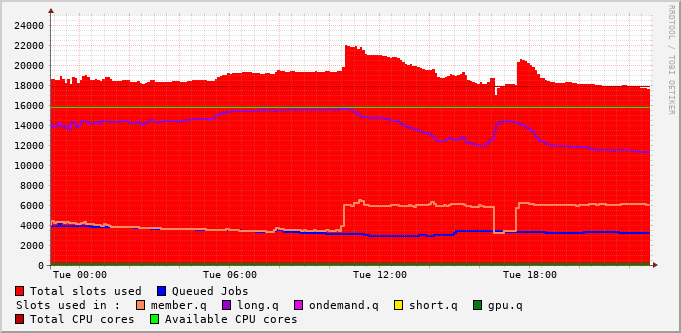 24000
22000
20000
18000
16000
14000
12000
10000
8000
6000
4000
2000
0
Tue 00:00 Tue 06:00 Tue 12:00 Tue 18:00
Total slots used Queued Jobs
Slots used in : member.q long.q ondemand.q short.q gpu.q
Total CPU cores Available CPU cores
RRDTOOL / TOBI OETIKER